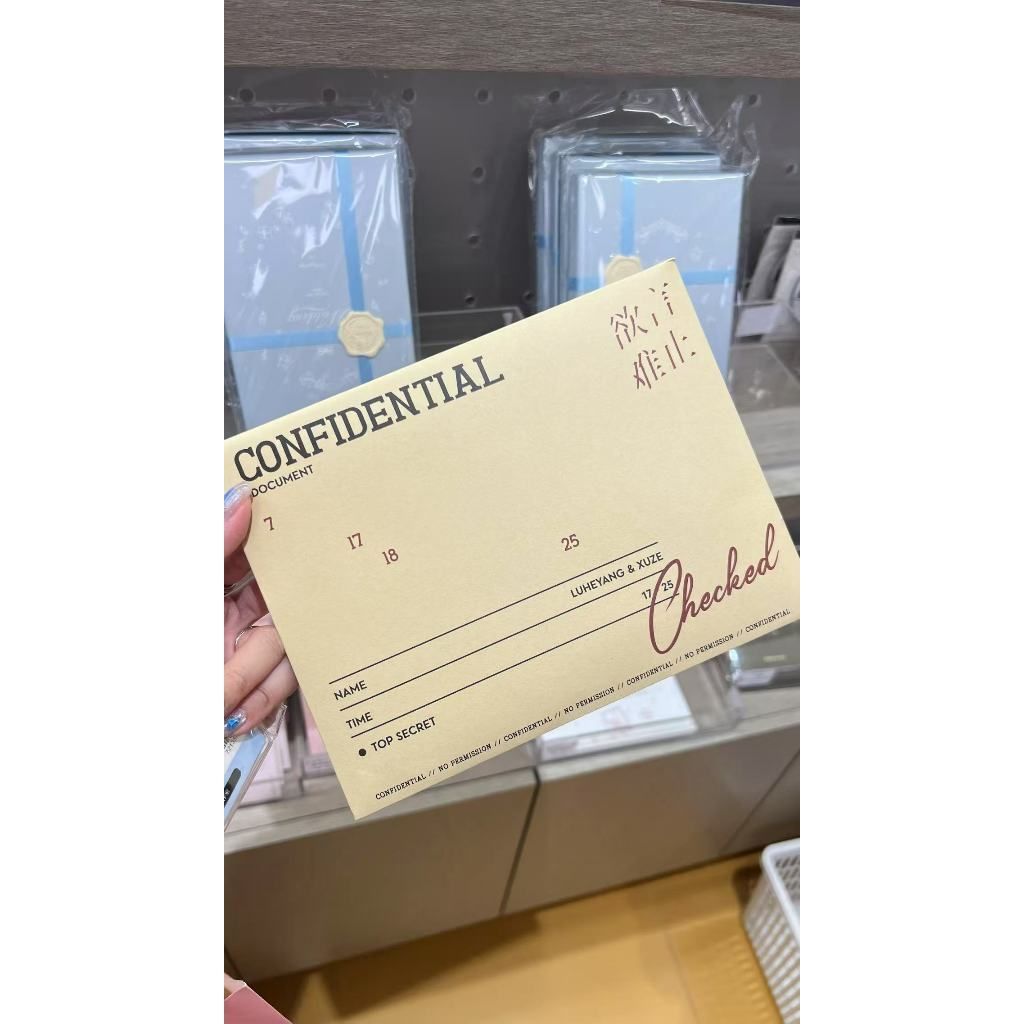 欲言
难止
CONFIDENTIAL
DOCUMENT
7
17
18
25
LUHEYANG & XUZE
17 25
NAME
TIME
Checked
● TOP SECRET
CONFIDENTIAL // NO PERMISSION // CONFIDENTIAL // NO PERMISSION // CONFIDENTIAL // NO PERMISSION // CONFIDENTIAL
Wedding